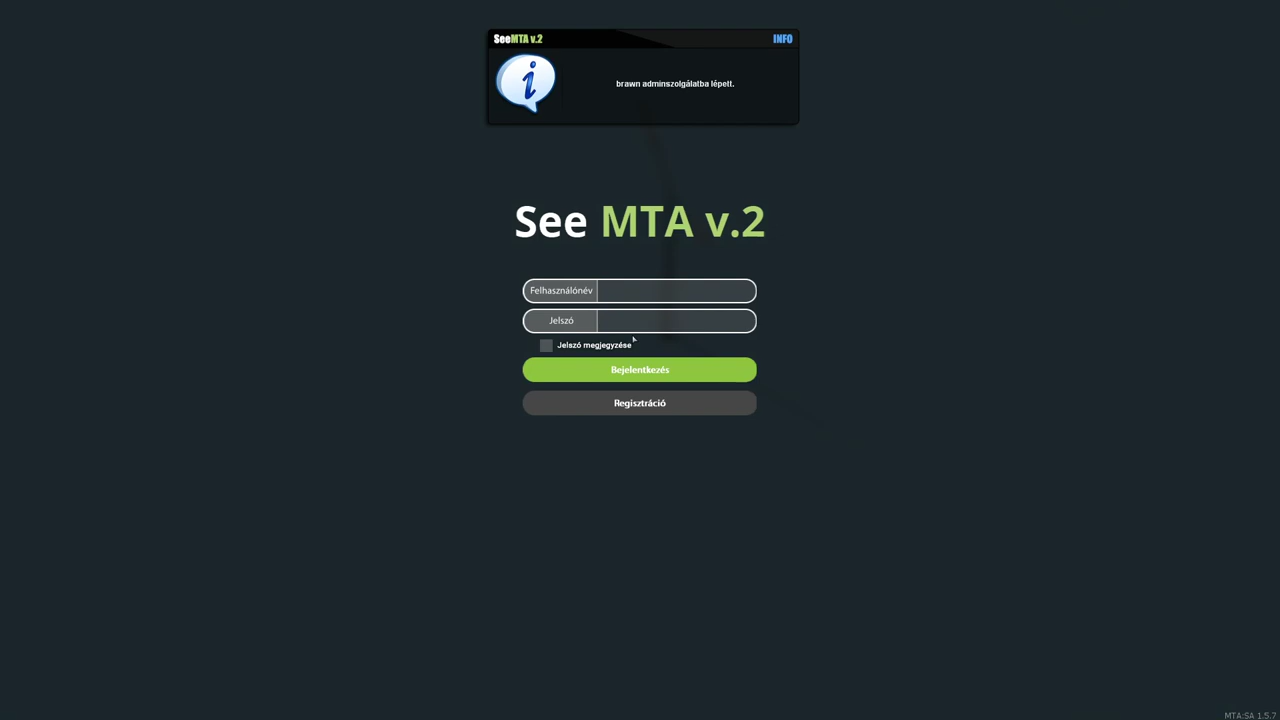 SeeMTA v.2 INFO
brawn adminszolgálatba lépett.
See MTA v.2
Felhasználónév
Jelszó
Jelszó megjegyzése
Bejelentkezés
Regisztráció
MTA:SA 1.5.7